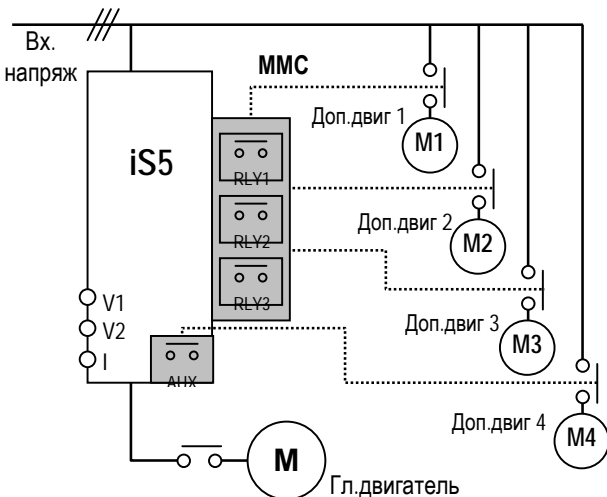 Вх.
напряж
MMC
iS5
RLY1
RLY2
RLY3
AUX
V1
V2
I
Доп.двиг 1
M1
Доп.двиг 2
M2
Доп.двиг 3
M3
Доп.двиг 4
M4
M
Гл.двигатель